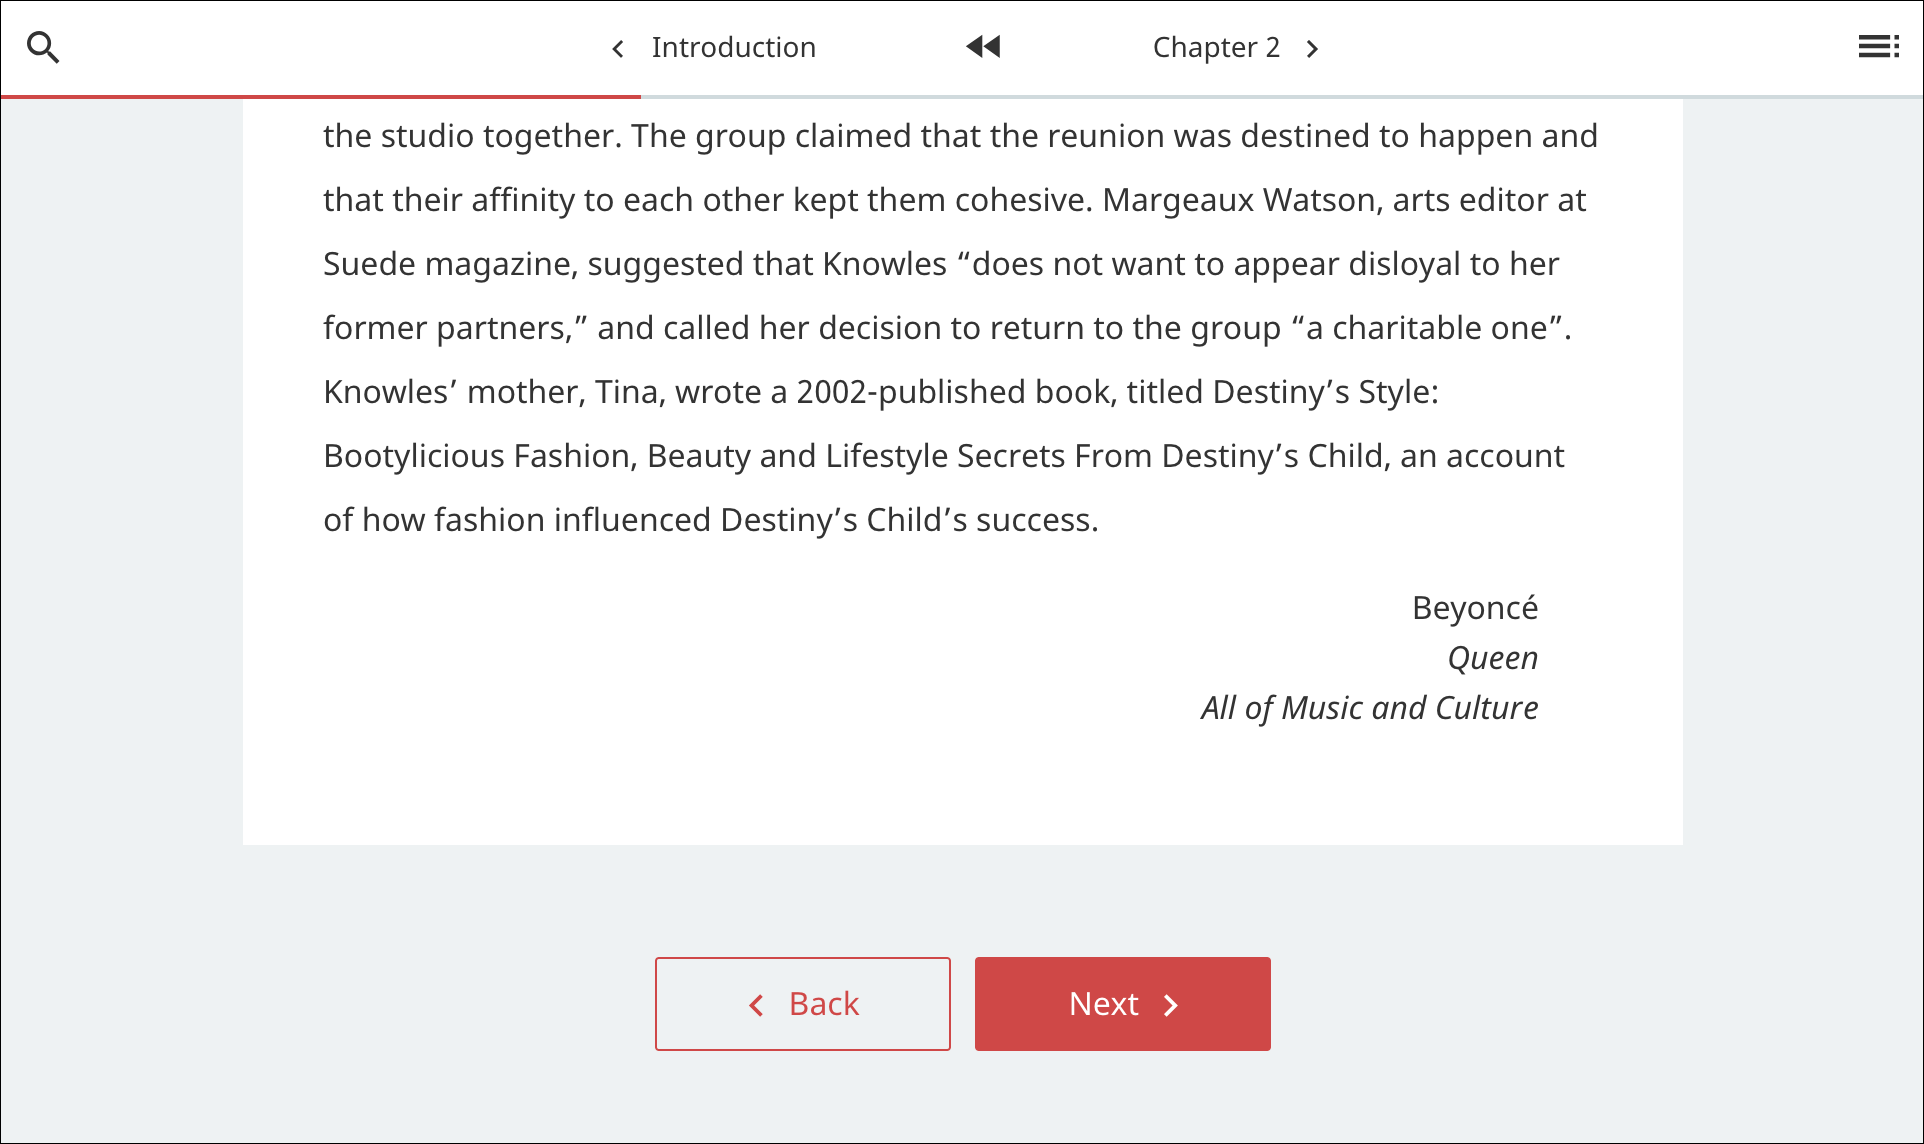 Introduction
Chapter 2
the studio together. The group claimed that the reunion was destined to happen and
that their affinity to each other kept them cohesive. Margeaux Watson, arts editor at
Suede magazine, suggested that Knowles “does not want to appear disloyal to her
former partners,” and called her decision to return to the group “a charitable one”.
Knowles’ mother, Tina, wrote a 2002-published book, titled Destiny’s Style:
Bootylicious Fashion, Beauty and Lifestyle Secrets From Destiny’s Child, an account
of how fashion influenced Destiny’s Child’s success.
Beyoncé
Queen
All of Music and Culture
Back
Next